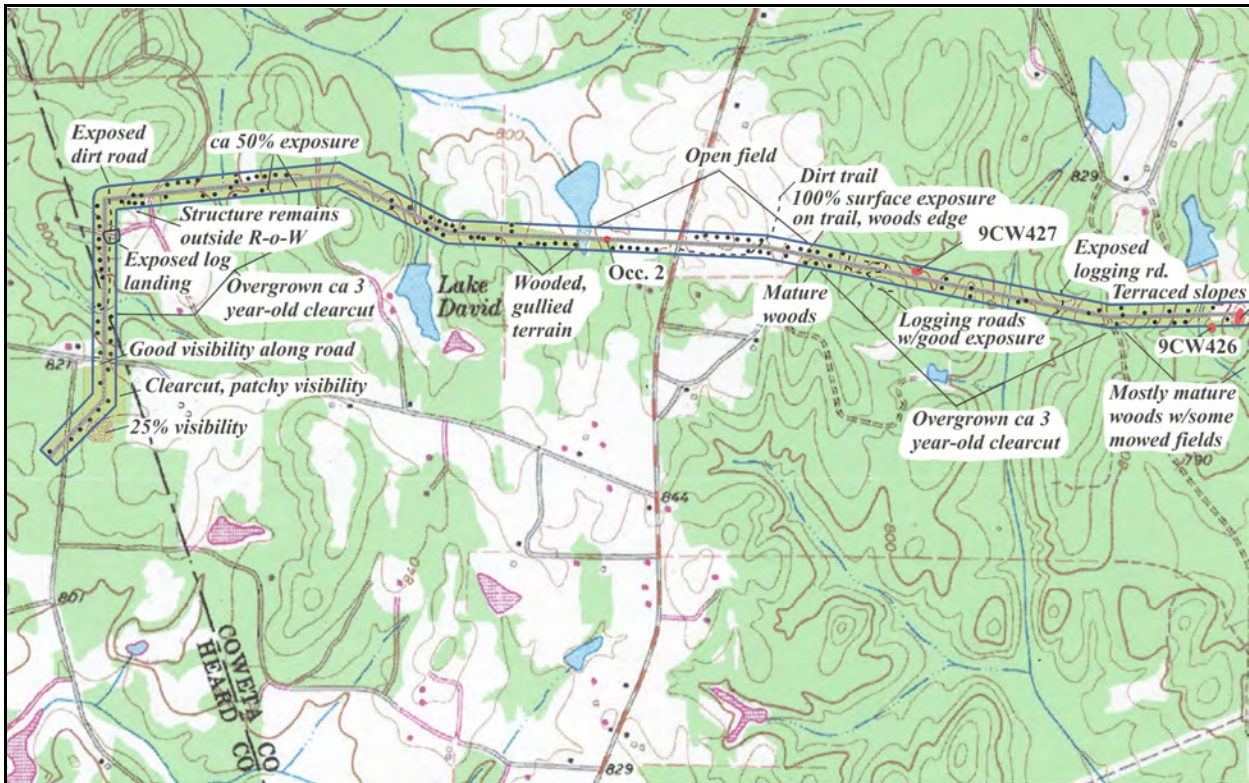 800
829
Exposed
dirt road
ca 50% exposure
Open field
Dirt trail
100% surface exposure
on trail, woods edge
9CW427
Structure remains
outside R-o-W
800
Exposed log
landing
Occ. 2
Exposed
logging rd.
Terraced slopes
Overgrown ca 3
year-old clearcut
Lake
David
Wooded,
gullied
terrain
Mature
woods
Logging roads
w/good exposure
9CW426
Good visibility along road
821
Clearcut, patchy visibility
25% visibility
Overgrown ca 3
year-old clearcut
Mostly mature
woods w/some
mowed fields
790
844
800
840
801
COWETA CO
HEARD CO
829